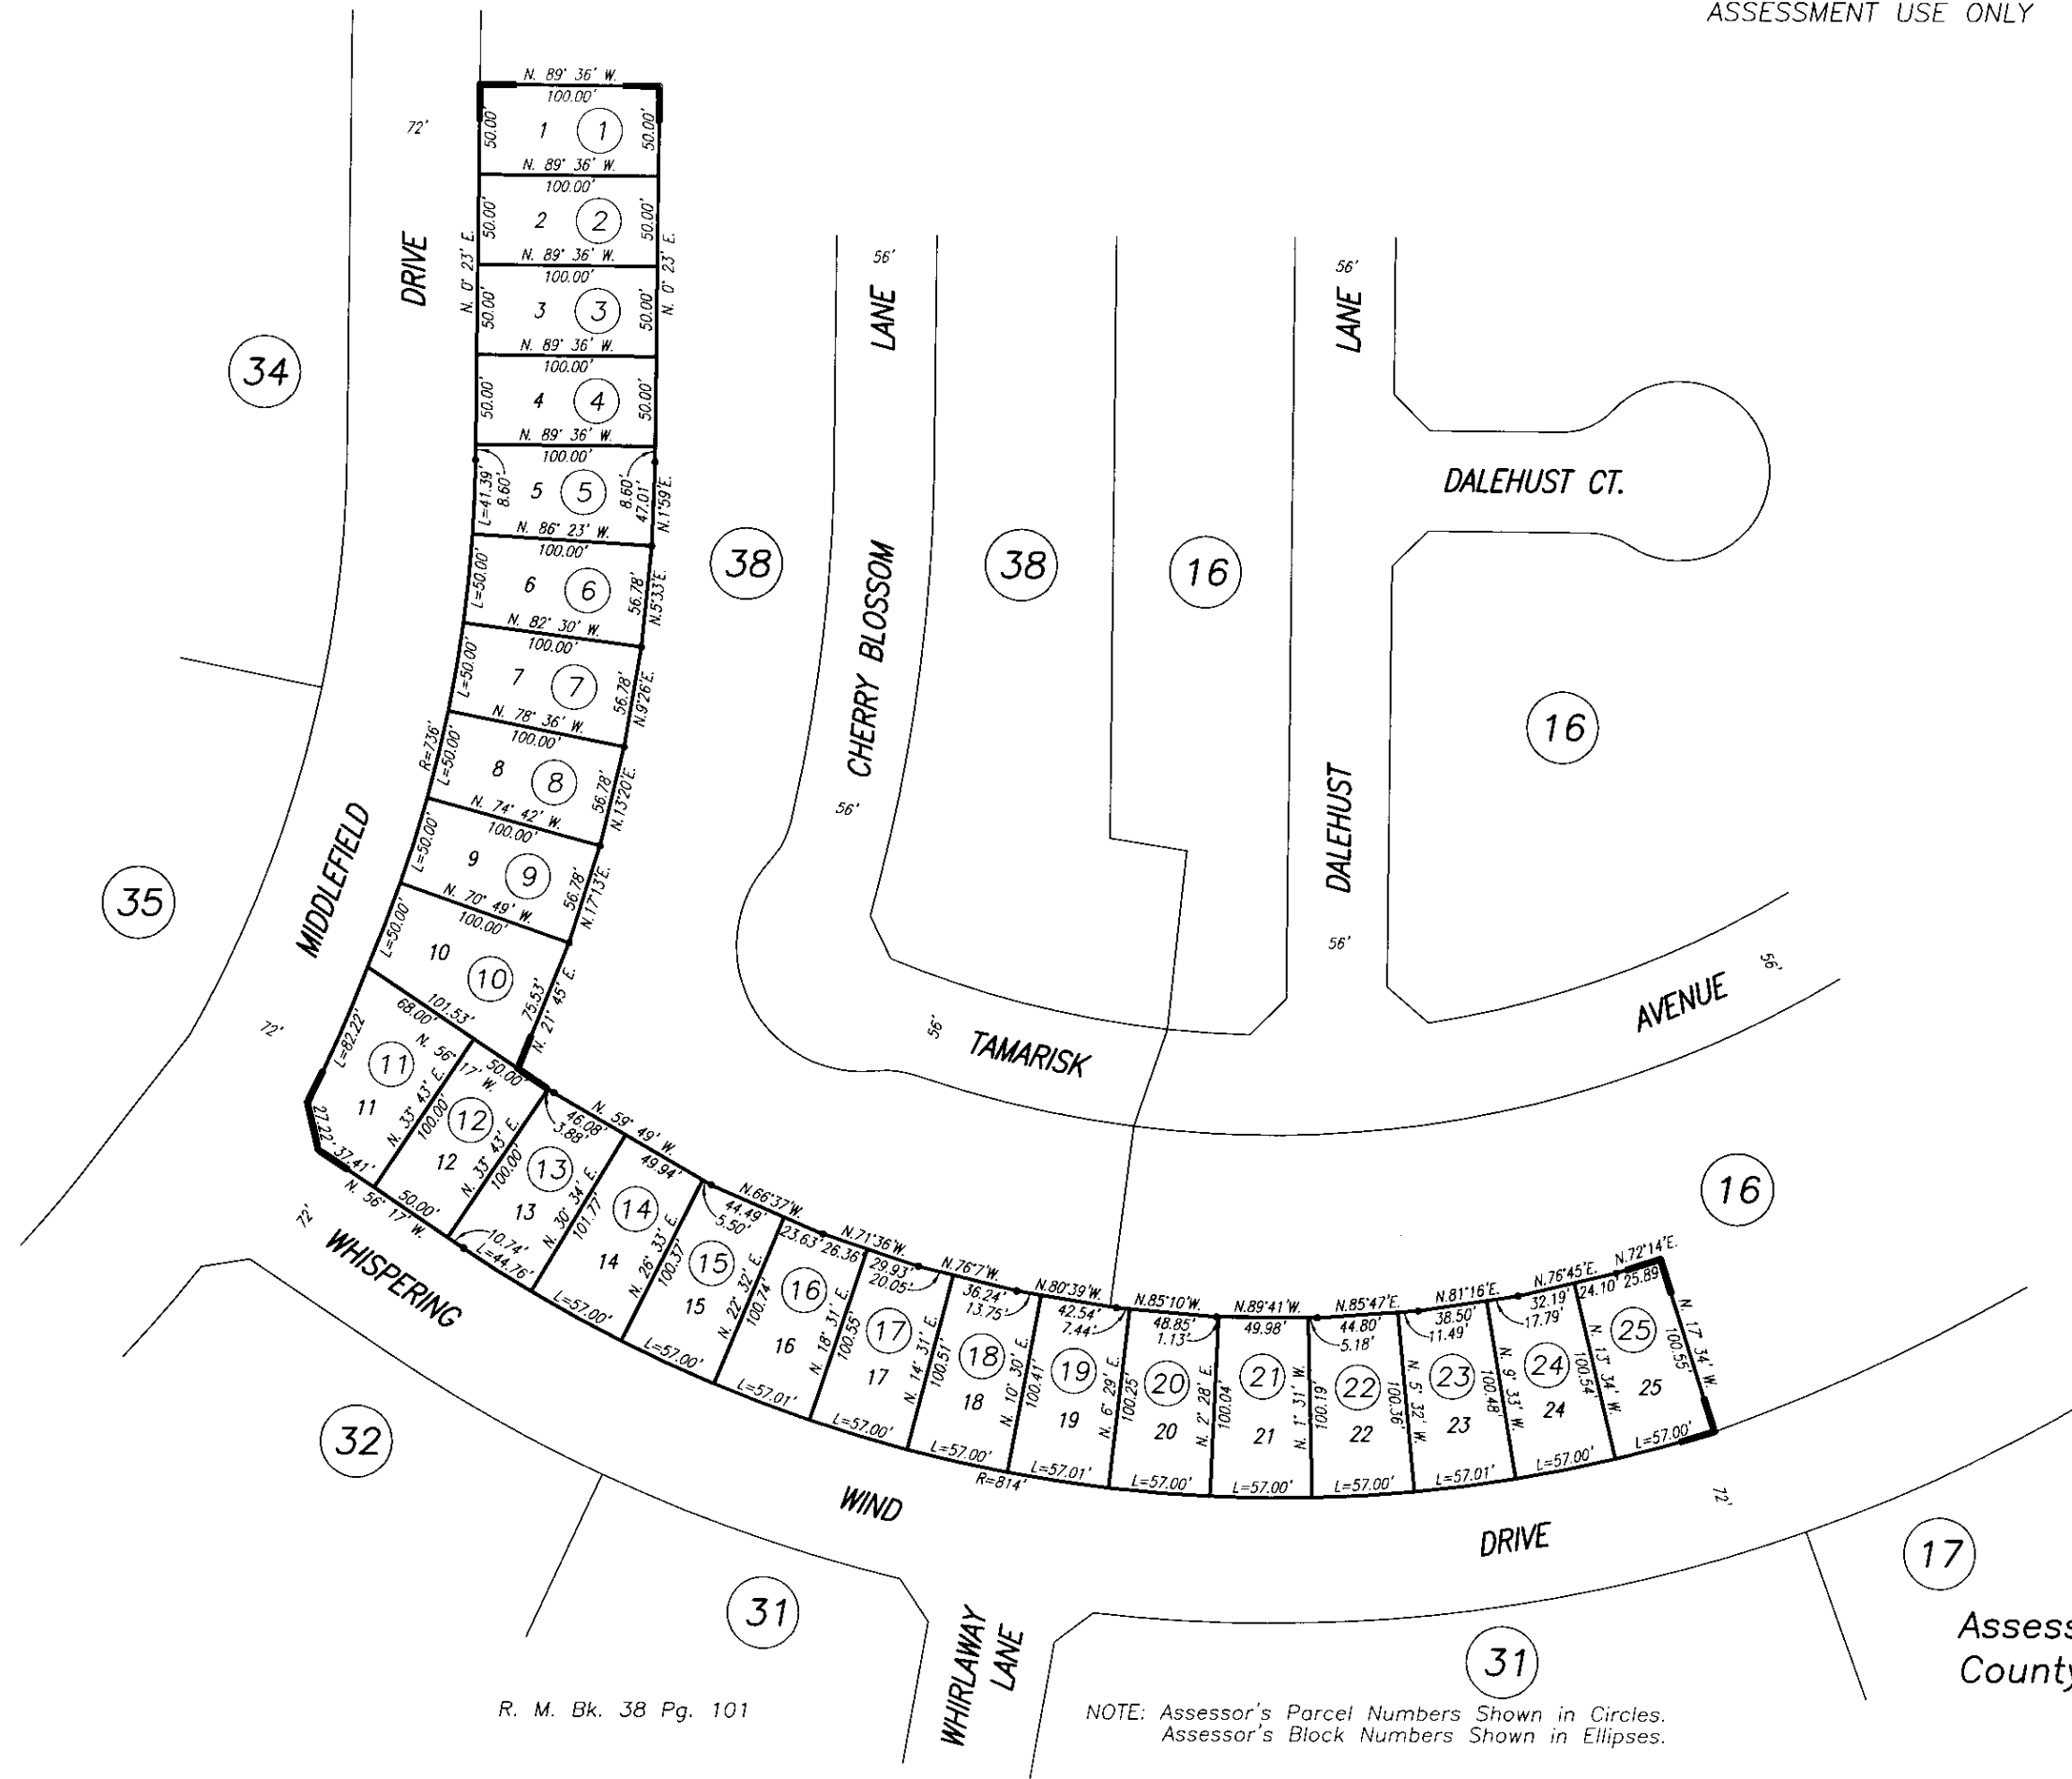 ASSESSMENT USE ONLY
N. 89° 36' W.
100.00'
50.00'
1
1
50.00'
72'
N. 89° 36' W.
100.00'
50.00'
2
2
50.00'
N. 0° 23' E.
N. 0° 23' E.
DRIVE
N. 89° 36' W.
100.00'
50.00'
3
3
50.00'
N. 89° 36' W.
100.00'
50.00'
4
4
50.00'
N. 89° 36' W.
100.00'
L=41.39'
8.60'
5
5
8.60'
47.01'
N.1°59'E.
N. 86° 23' W.
100.00'
L=50.00'
6
6
56.78'
N.5°33'E.
N. 82° 30' W.
100.00'
L=50.00'
7
7
56.78'
N.9°26'E.
N. 78° 36' W.
100.00'
R=736'
L=50.00'
8
8
56.78'
N.13°20'E.
N. 74° 42' W.
100.00'
L=50.00'
9
9
56.78'
N.17°13'E.
N. 70° 49' W.
100.00'
L=50.00'
10
10
75.53'
N. 21° 45' E.
MIDDLEFIELD
72'
34
35
38
38
16
16
16
56'
LANE
CHERRY BLOSSOM
56'
56'
LANE
DALEHUST CT.
DALEHUST
56'
56'
TAMARISK
AVENUE
56'
101.53'
68.00'
N. 56° 17' W.
50.00'
L=82.22'
11
11
27.22'
37.41'
N. 33° 43' E.
100.00'
12
12
50.00'
N. 56° 17' W.
N. 33° 43' E.
100.00'
46.08'
3.88'
N. 59° 49' W.
13
13
10.74'
L=44.76'
N. 30° 34' E.
101.77'
49.94'
14
14
L=57.00'
N. 26° 33' E.
100.37'
N.66°37'W.
44.49'
5.50'
15
15
L=57.00'
N. 22° 32' E.
100.74'
23.63'
26.36'
N.71°36'W.
16
16
L=57.01'
N. 18° 31' E.
100.55'
29.93'
20.05'
N.76°7'W.
17
17
L=57.00'
N. 14° 31' E.
100.51'
36.24'
13.75'
N.80°39'W.
18
18
L=57.00'
N. 10° 30' E.
100.41'
42.54'
7.44'
19
19
L=57.01'
N. 6° 29' E.
100.25'
N.85°10'W.
48.85'
1.13'
20
20
L=57.00'
N. 2° 28' E.
100.04'
N.89°41'W.
49.98'
21
21
L=57.00'
N. 1° 31' W.
100.19'
N.85°47'E.
44.80'
5.18'
22
22
L=57.00'
N. 5° 32' W.
100.36'
N.81°16'E.
38.50'
11.49'
23
23
L=57.01'
N. 9° 33' W.
100.48'
N.76°45'E.
32.19'
17.79'
24
24
L=57.00'
N. 13° 34' W.
100.54'
N.72°14'E.
24.10'
25.89'
25
25
L=57.00'
N. 17° 34' W.
100.55'
R=814'
72'
72'
WHISPERING
WIND
DRIVE
32
31
31
17
WHIRLAWAY
LANE
Assess
County
R. M. Bk. 38 Pg. 101
NOTE: Assessor's Parcel Numbers Shown in Circles.
Assessor's Block Numbers Shown in Ellipses.